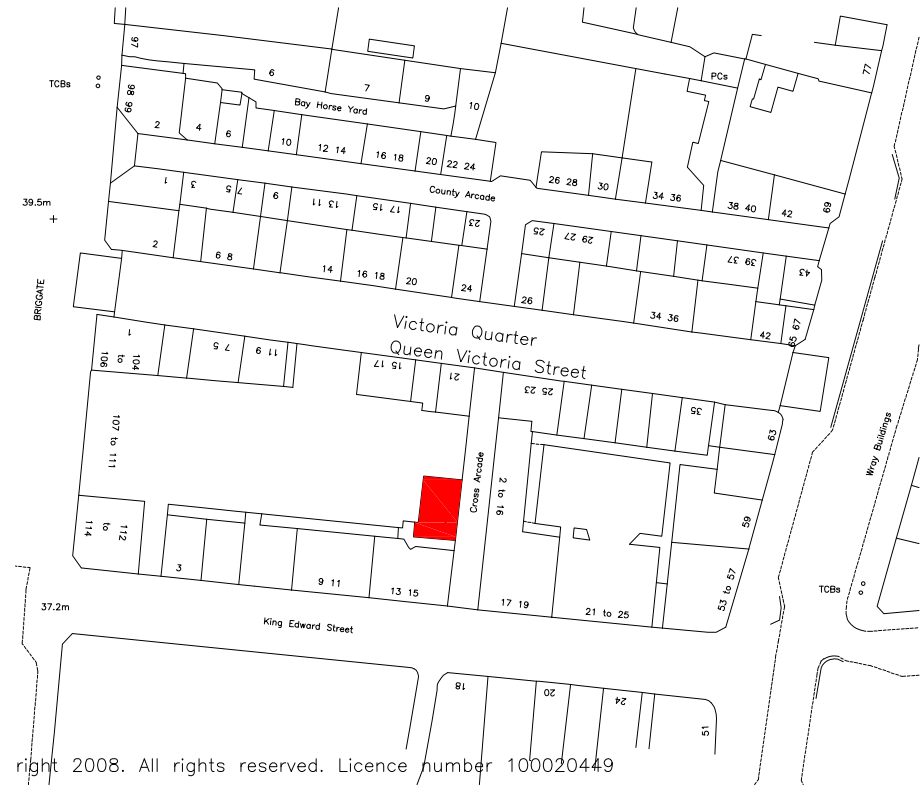 97
TCBs
98 99
2
4
6
6
7
9
10
Bay Horse Yard
10
12 14
16 18
20
22 24
PCs
77
County Arcade
26 28
30
34 36
38 40
42
69
39.5m
1
3
5 7
9
11 13
15 17
23
25
27 29
37 39
43
2
6 8
14
16 18
20
24
26
34 36
42
65 67
BRIGGATE
Victoria Quarter
Queen Victoria Street
1
106 to 104
5 7
9 11
15 17
21
23 25
35
63
107 to 111
Cross Arcade
2 to 16
59
Wray Buildings
114 to 112
3
9 11
13 15
17 19
21 to 25
53 to 57
TCBs
37.2m
King Edward Street
18
20
24
51
right 2008. All rights reserved. Licence number 100020449